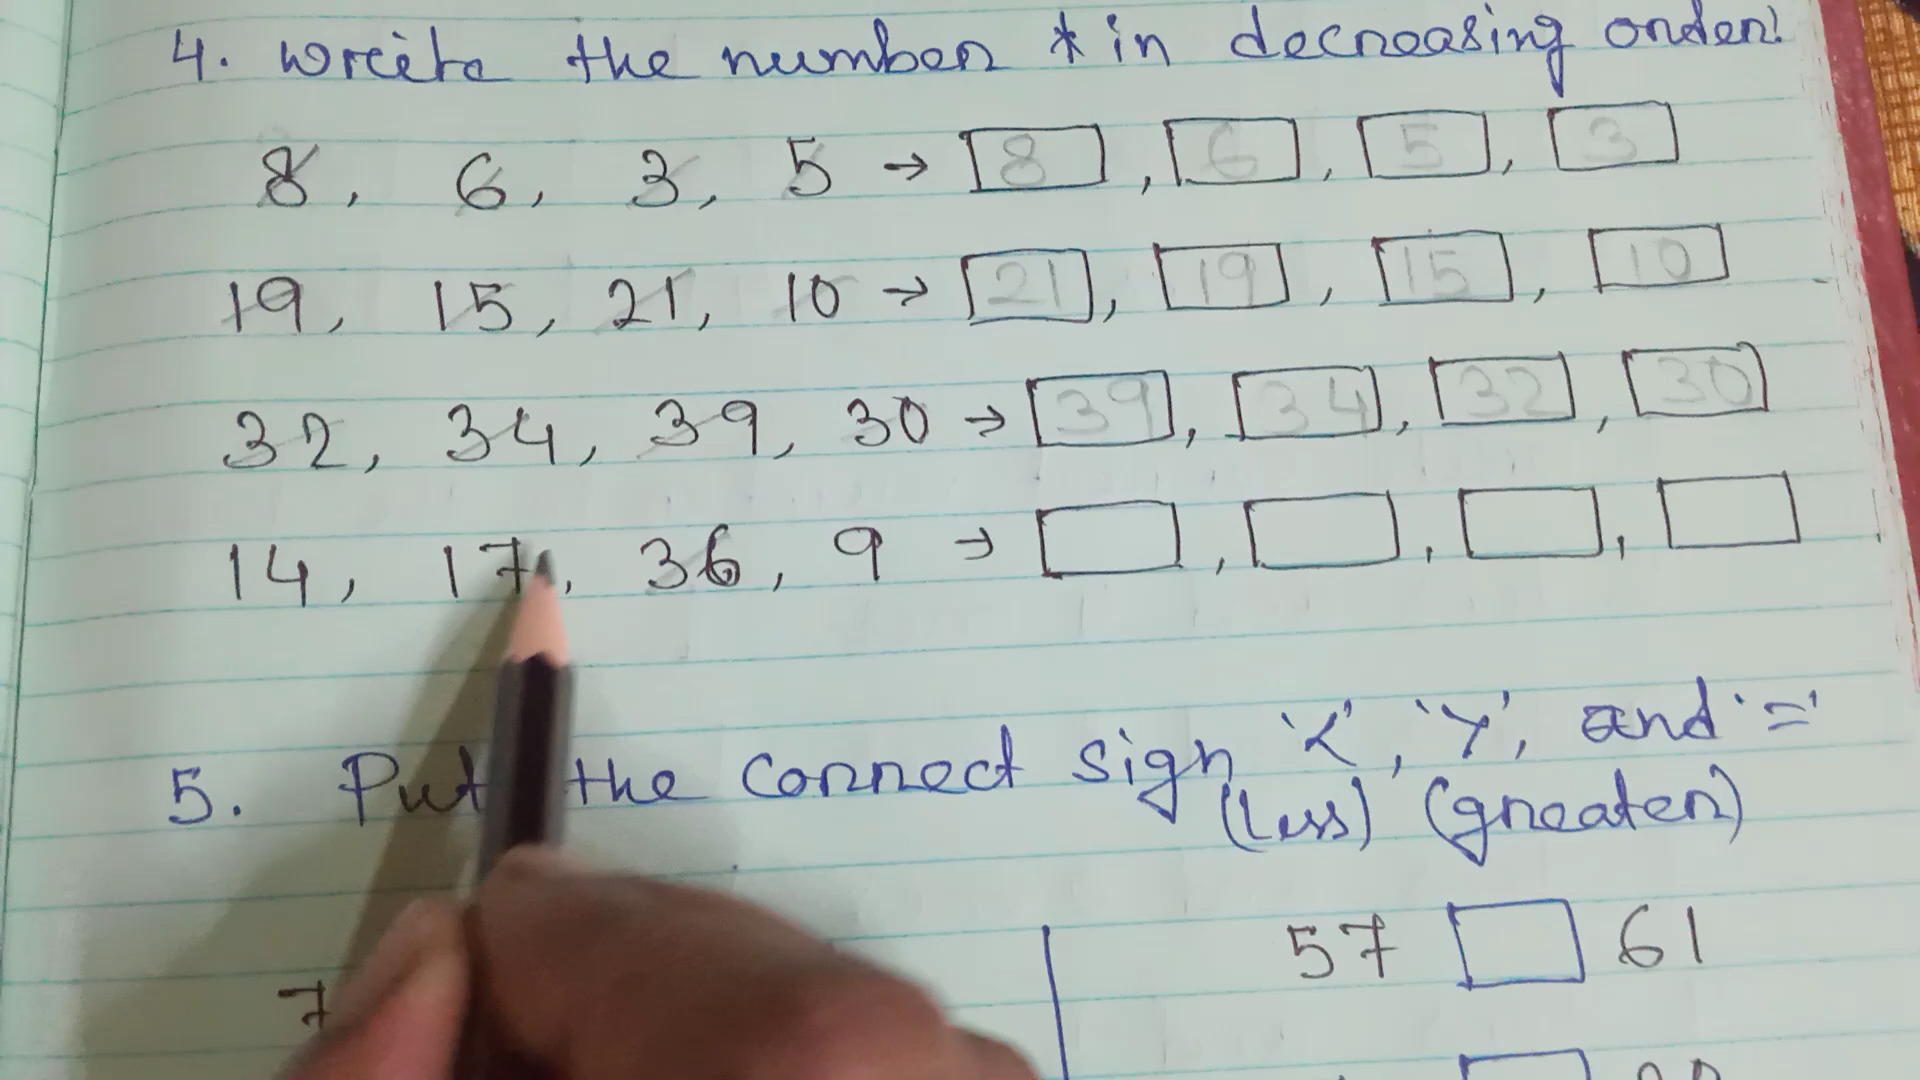 4. Write the number * in decreasing order.
8, 6, 3, 5 → 8, 6, 5, 3
19, 15, 21, 10 → 21, 19, 15, 10
32, 34, 39, 30 → 39, 34, 32, 30
14, 17, 36, 9 →
5. Put the correct sign '<', '>', and '='
(Less) (greater)
57 61
7